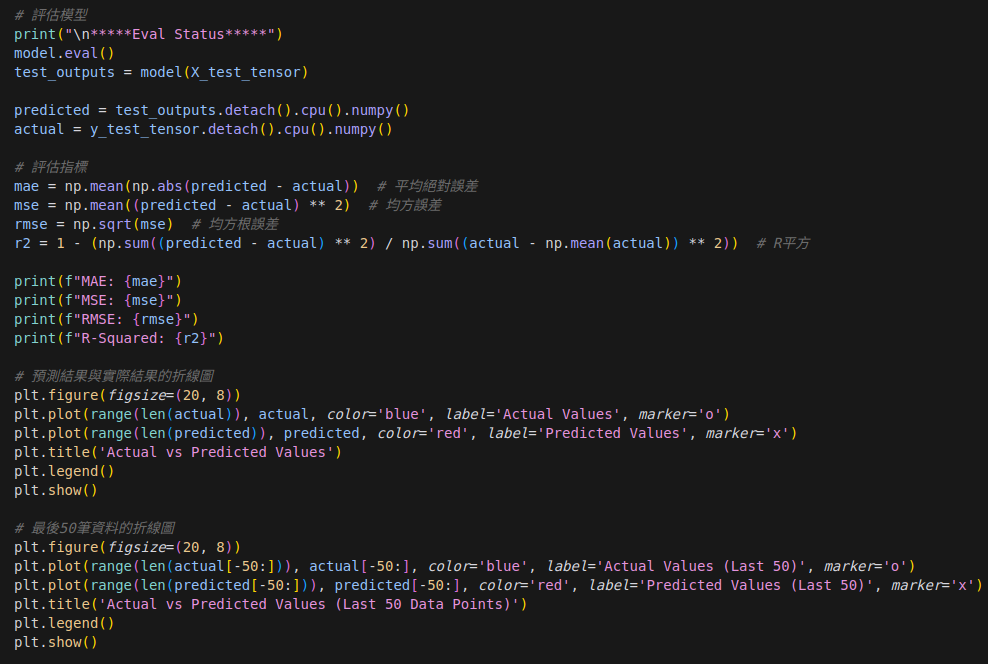 # 評估模型
print("\n*****Eval Status*****")
model.eval()
test_outputs = model(X_test_tensor)
predicted = test_outputs.detach().cpu().numpy()
actual = y_test_tensor.detach().cpu().numpy()
# 評估指標
mae = np.mean(np.abs(predicted - actual))  # 平均絕對誤差
mse = np.mean((predicted - actual) ** 2)  # 均方誤差
rmse = np.sqrt(mse)  # 均方根誤差
r2 = 1 - (np.sum((predicted - actual) ** 2) / np.sum((actual - np.mean(actual)) ** 2))  # R平方
print(f"MAE: {mae}")
print(f"MSE: {mse}")
print(f"RMSE: {rmse}")
print(f"R-Squared: {r2}")
# 預測結果與實際結果的折線圖
plt.figure(figsize=(20, 8))
plt.plot(range(len(actual)), actual, color='blue', label='Actual Values', marker='o')
plt.plot(range(len(predicted)), predicted, color='red', label='Predicted Values', marker='x')
plt.title('Actual vs Predicted Values')
plt.legend()
plt.show()
# 最後50筆資料的折線圖
plt.figure(figsize=(20, 8))
plt.plot(range(len(actual[-50:])), actual[-50:], color='blue', label='Actual Values (Last 50)', marker='o')
plt.plot(range(len(predicted[-50:])), predicted[-50:], color='red', label='Predicted Values (Last 50)', marker='x')
plt.title('Actual vs Predicted Values (Last 50 Data Points)')
plt.legend()
plt.show()